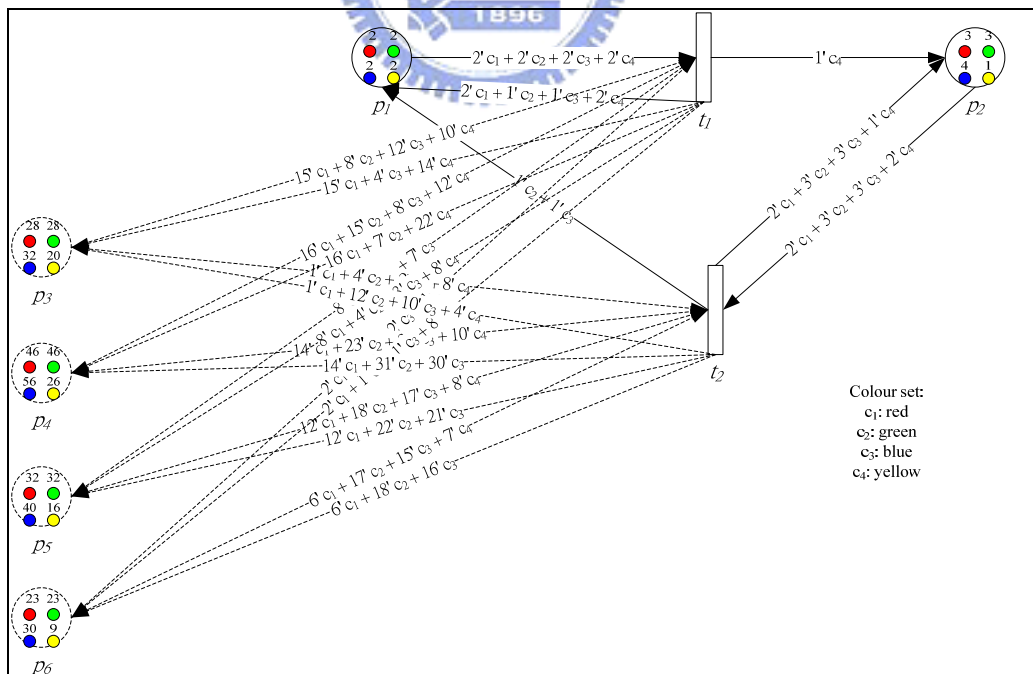 1896
2 2
2 2
p1
2' c1 + 2' c2 + 2' c3 + 2' c4
2' c1 + 1' c2 + 1' c3 + 2' c4
t1
1' c4
3 3
4 1
p2
15' c1 + 8' c2 + 12' c3 + 10' c4
15' c1 + 4' c3 + 14' c4
16' c1 + 15' c2 + 8' c3 + 12' c4
16' c1 + 7' c2 + 22' c4
c2 + 1' c3
2' c1 + 3' c2 + 3' c3 + 1' c4
2' c1 + 3' c2 + 3' c3 + 2' c4
28 28
32 20
p3
1' c1 + 12' c2 + 10' c3 + 4' c4
14' c1 + 23' c2 + 10' c4
14' c1 + 31' c2 + 30' c3
t2
46 46
56 26
p4
12' c1 + 18' c2 + 17' c3 + 8' c4
12' c1 + 22' c2 + 21' c3
32 32
40 16
p5
6' c1 + 17' c2 + 15' c3 + 7' c4
6' c1 + 18' c2 + 16' c3
23 23
30 9
p6
Colour set:
c1: red
c2: green
c3: blue
c4: yellow